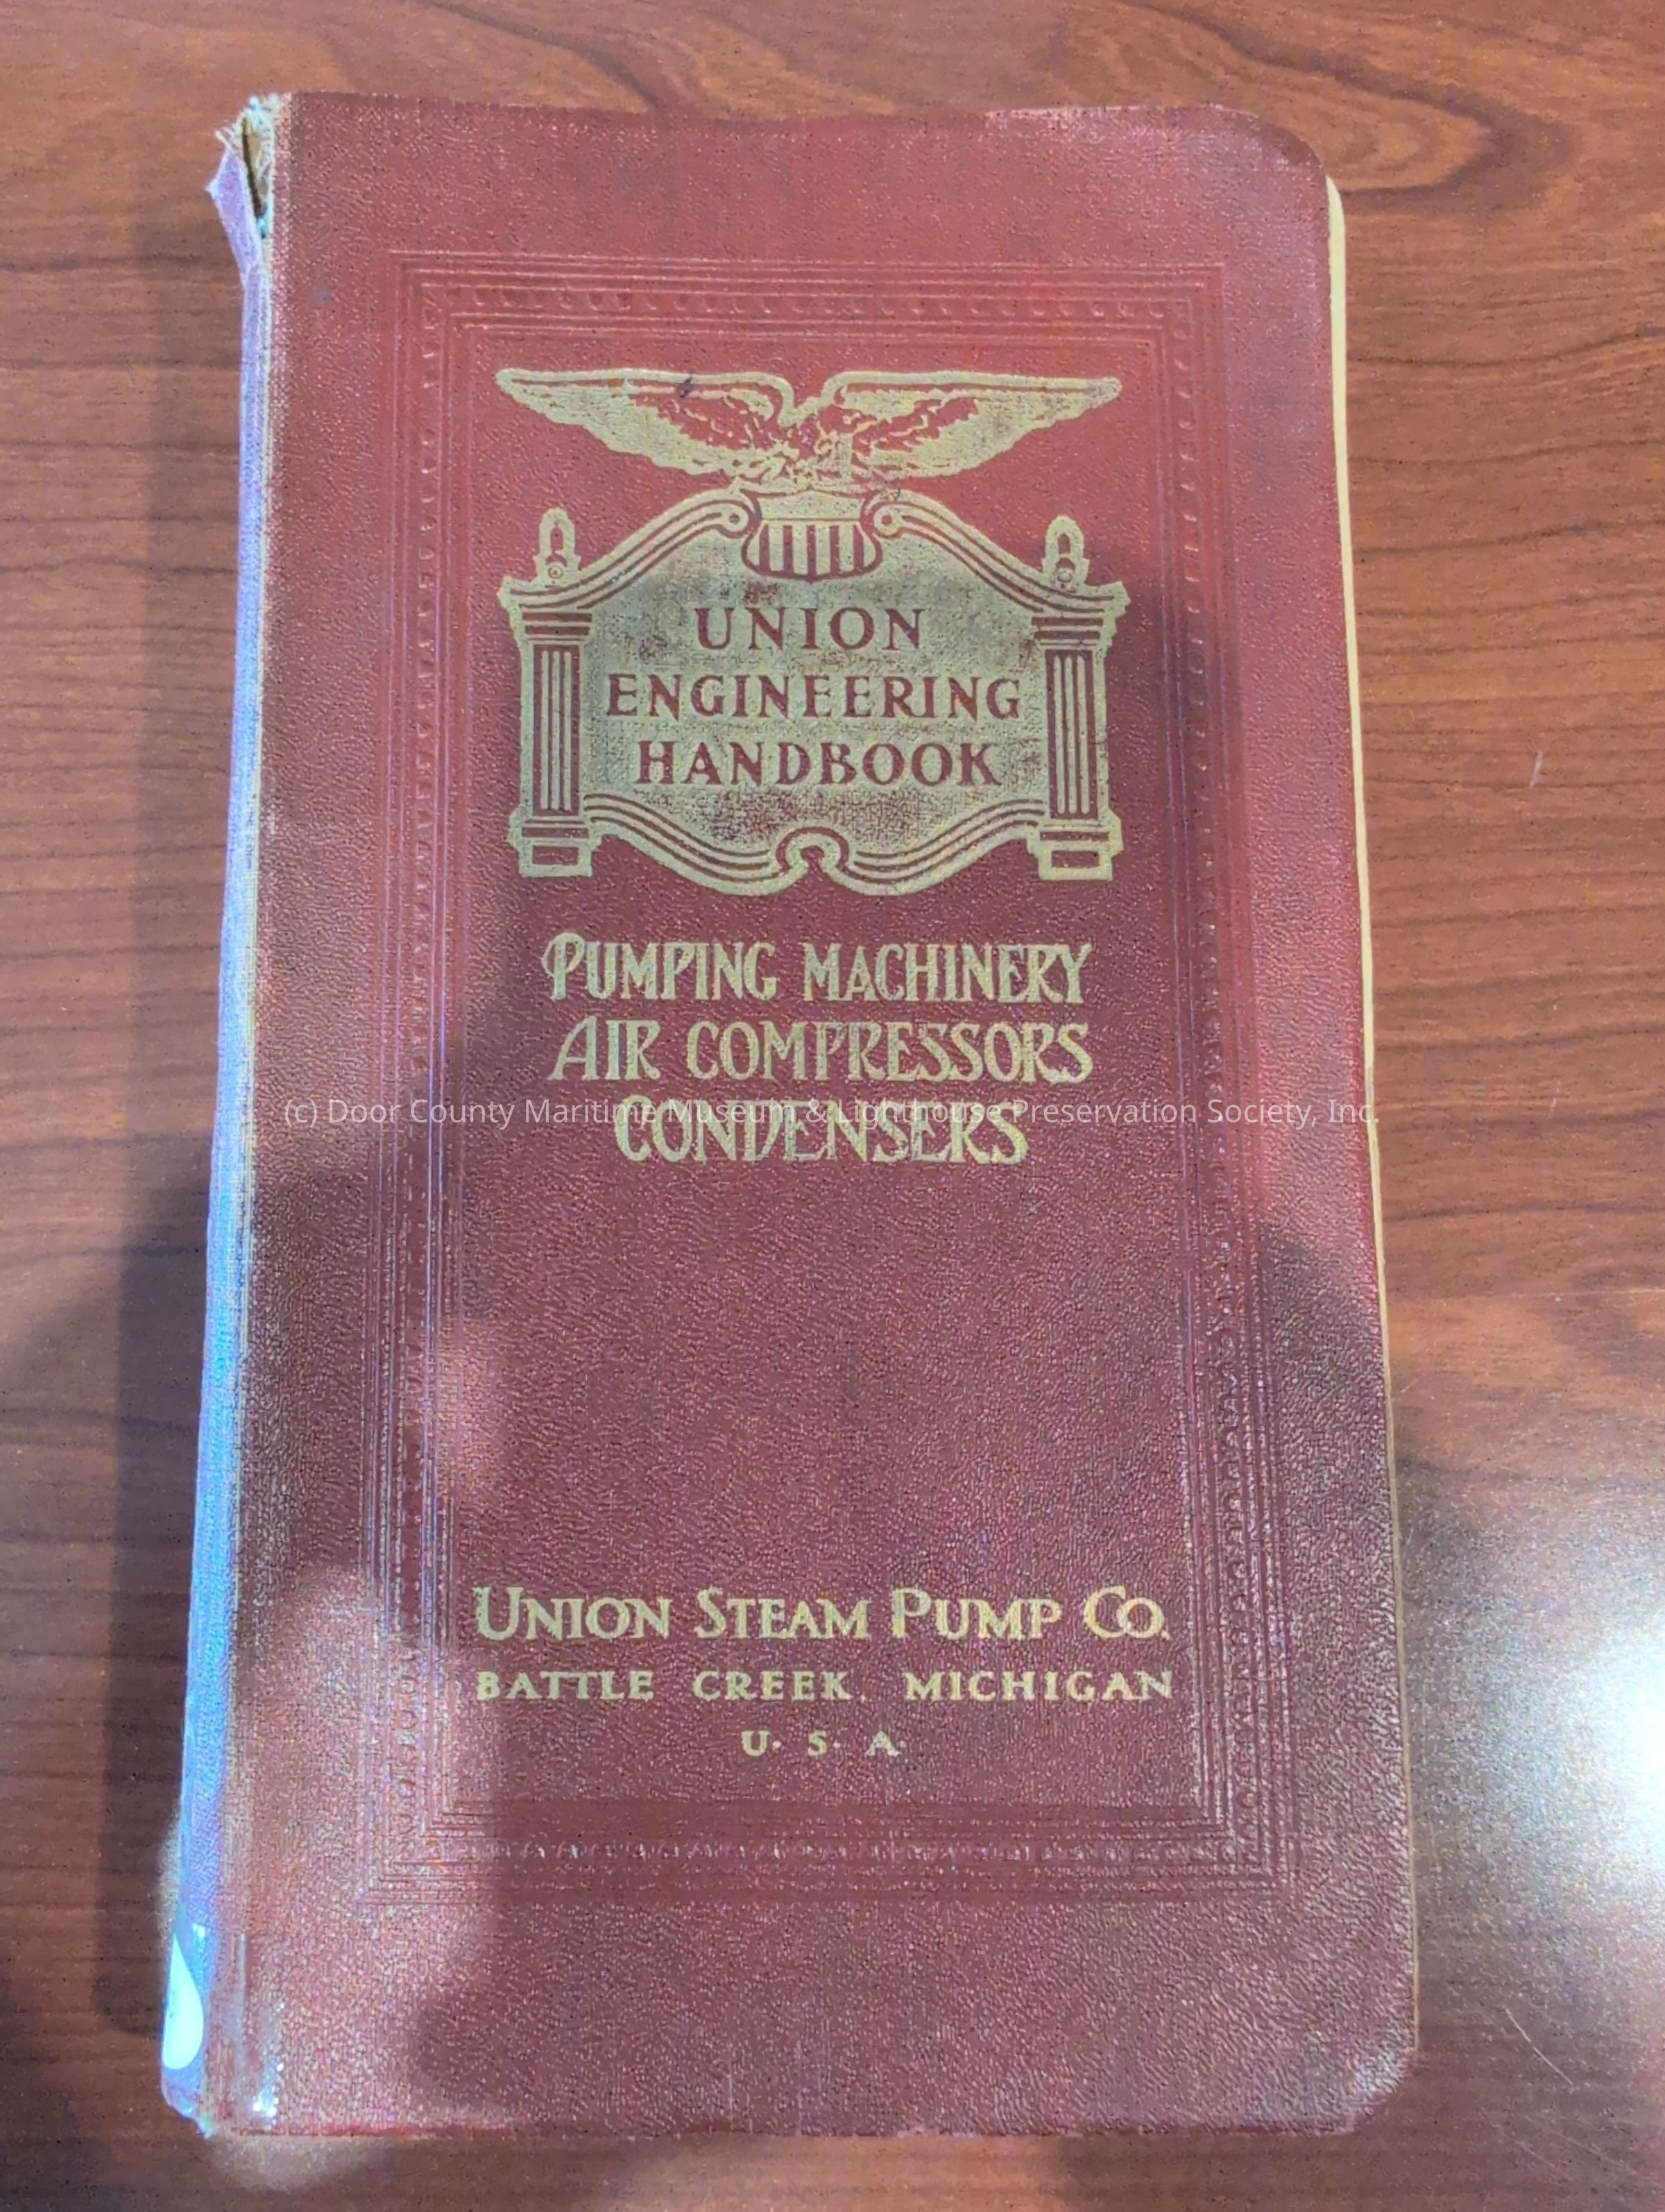 UNION
ENGINEERING
HANDBOOK
PUMPING MACHINERY
AIR COMPRESSORS
(c) Door County Maritime Museum & Lighthouse Preservation Society, Inc.
CONDENSERS
UNION STEAM PUMP CO.
BATTLE CREEK, MICHIGAN
U. S. A.